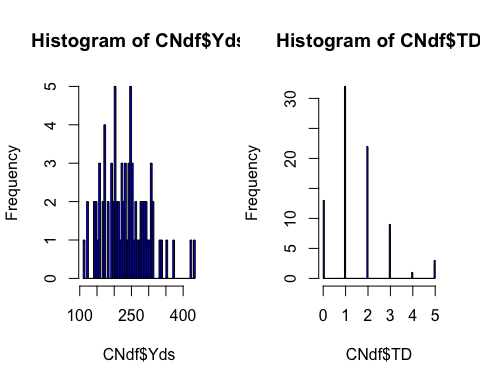 Histogram of CNdf$Yds
Frequency
0 1 2 3 4 5
100 250 400
CNdf$Yds
Histogram of CNdf$TD
Frequency
0 5 10 20 30
0 1 2 3 4 5
CNdf$TD